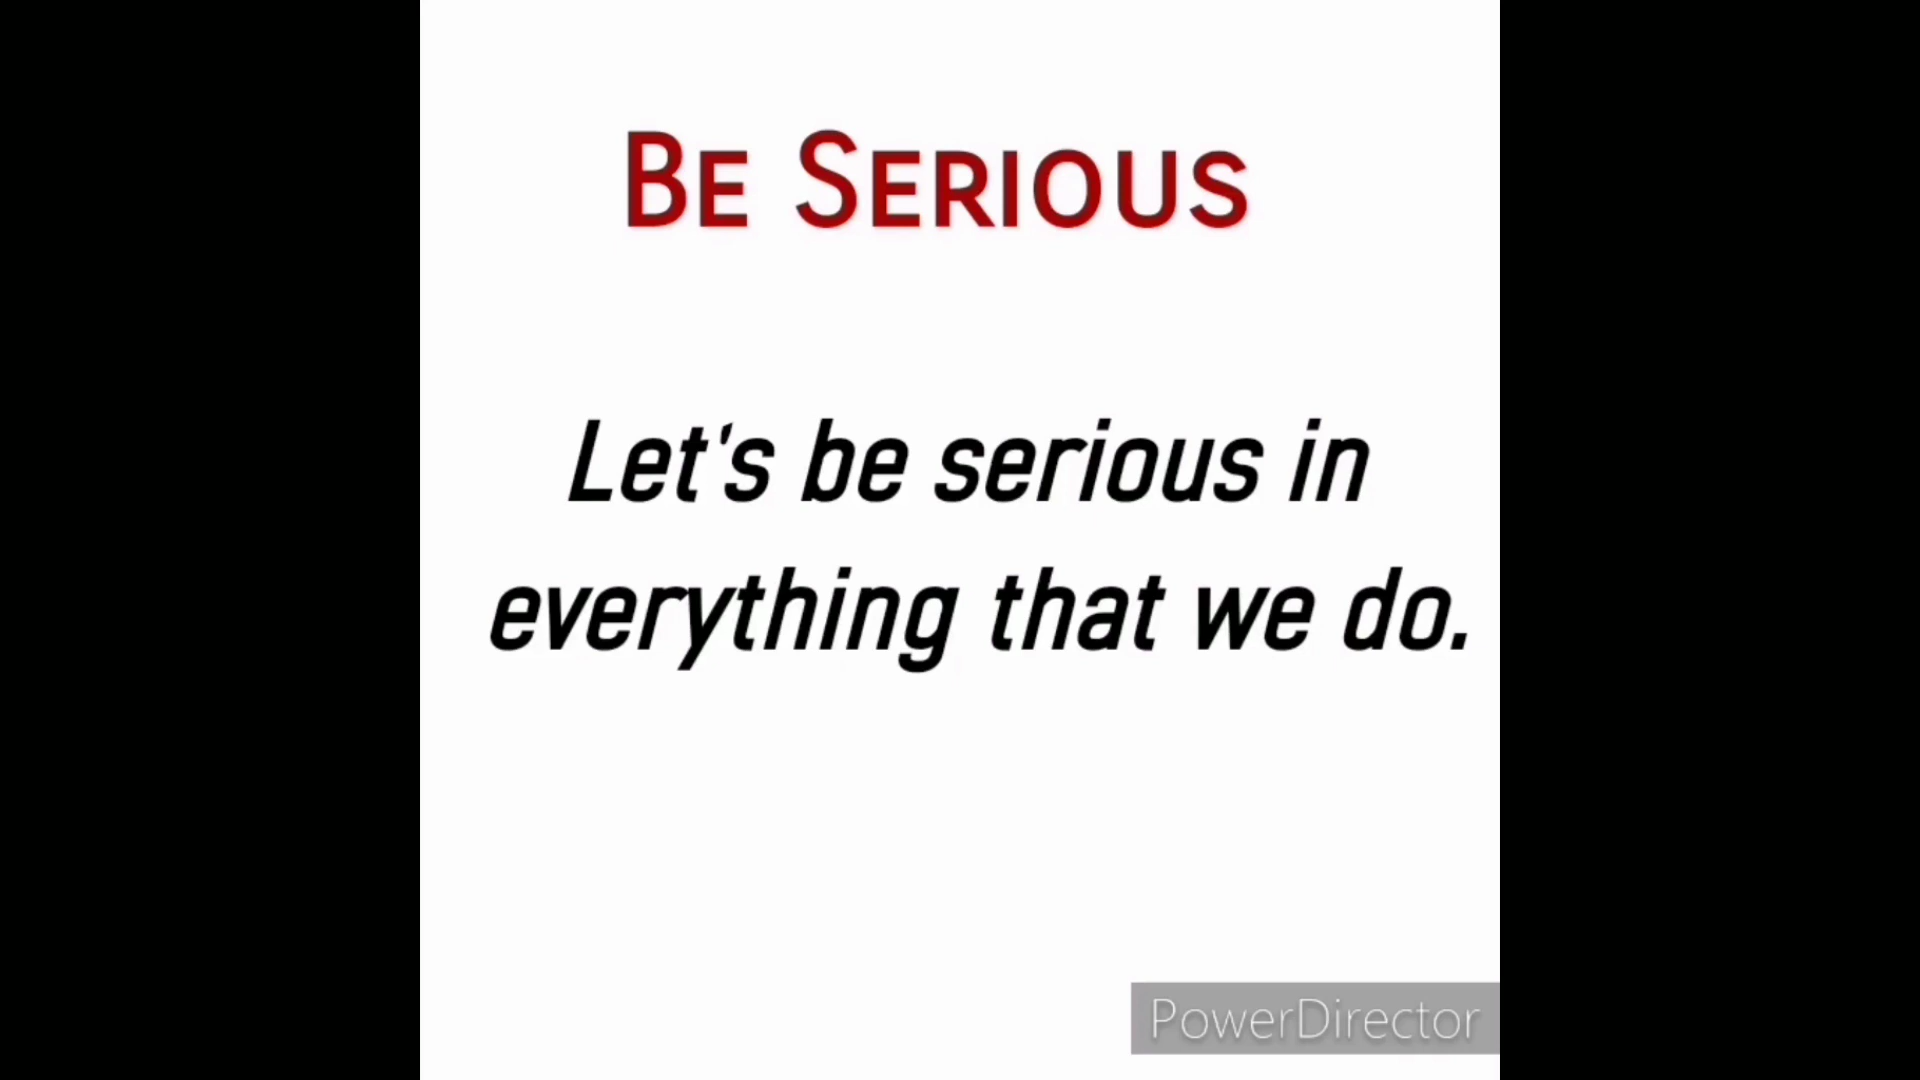 Be Serious
Let's be serious in
everything that we do.
PowerDirector